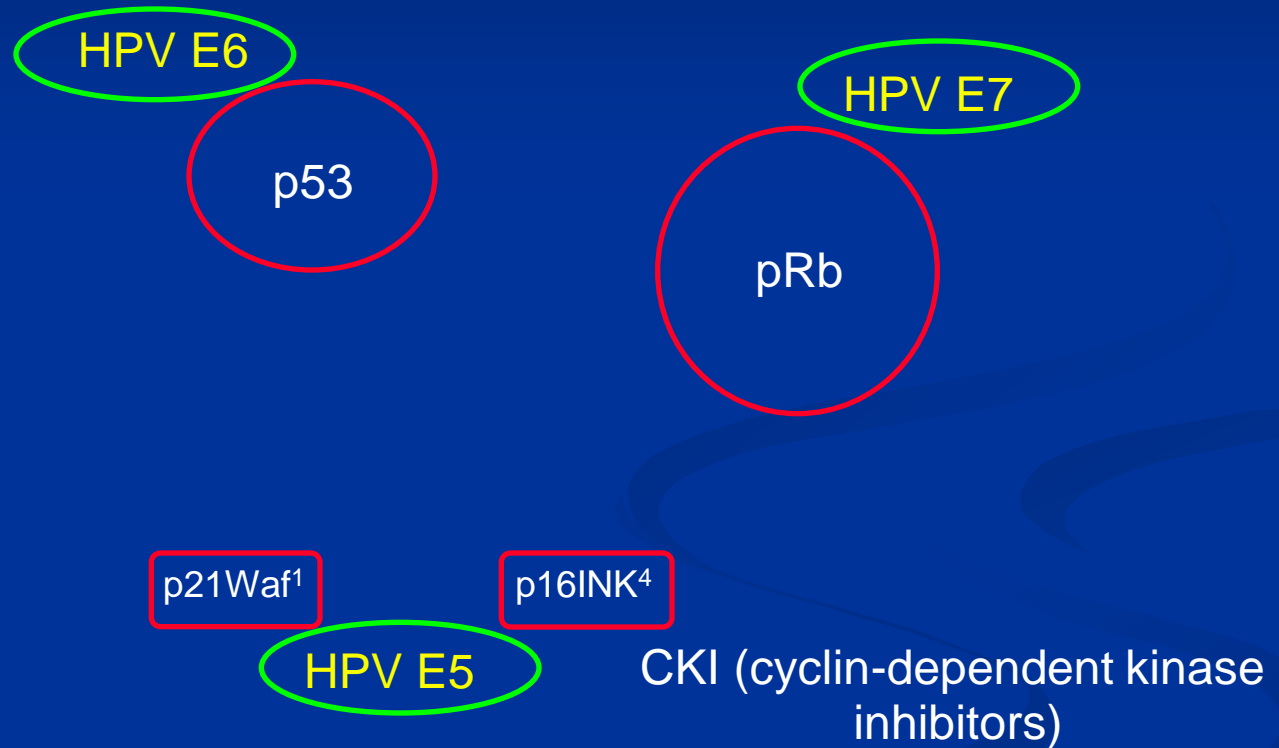 HPV E6
HPV E7
p53
pRb
p21Waf¹
p16INK⁴
HPV E5
CKI (cyclin-dependent kinase
inhibitors)